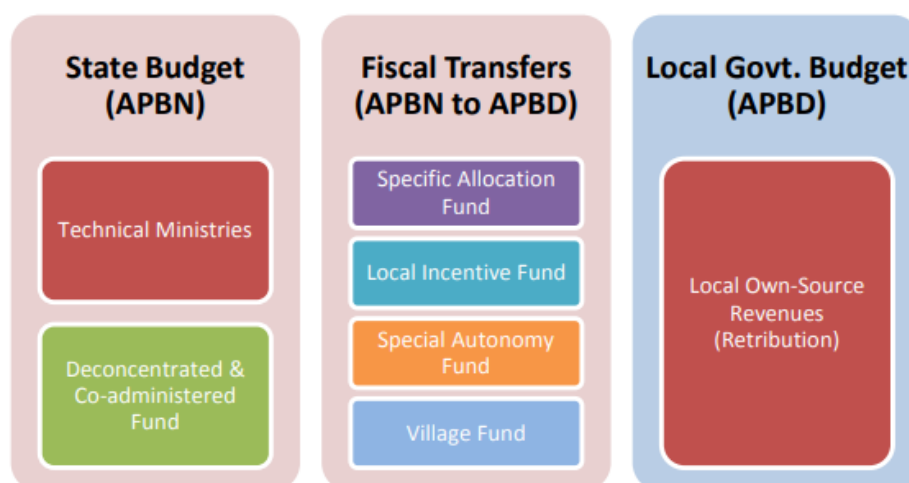 State Budget
(APBN)
Technical Ministries
Deconcentrated &
Co-administered
Fund
Fiscal Transfers
(APBN to APBD)
Specific Allocation
Fund
Local Incentive Fund
Special Autonomy
Fund
Village Fund
Local Govt. Budget
(APBD)
Local Own-Source
Revenues
(Retribution)